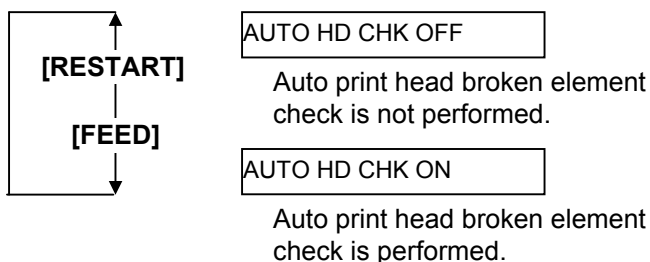 AUTO HD CHK OFF
[RESTART]
Auto print head broken element
check is not performed.
[FEED]
AUTO HD CHK ON
Auto print head broken element
check is performed.